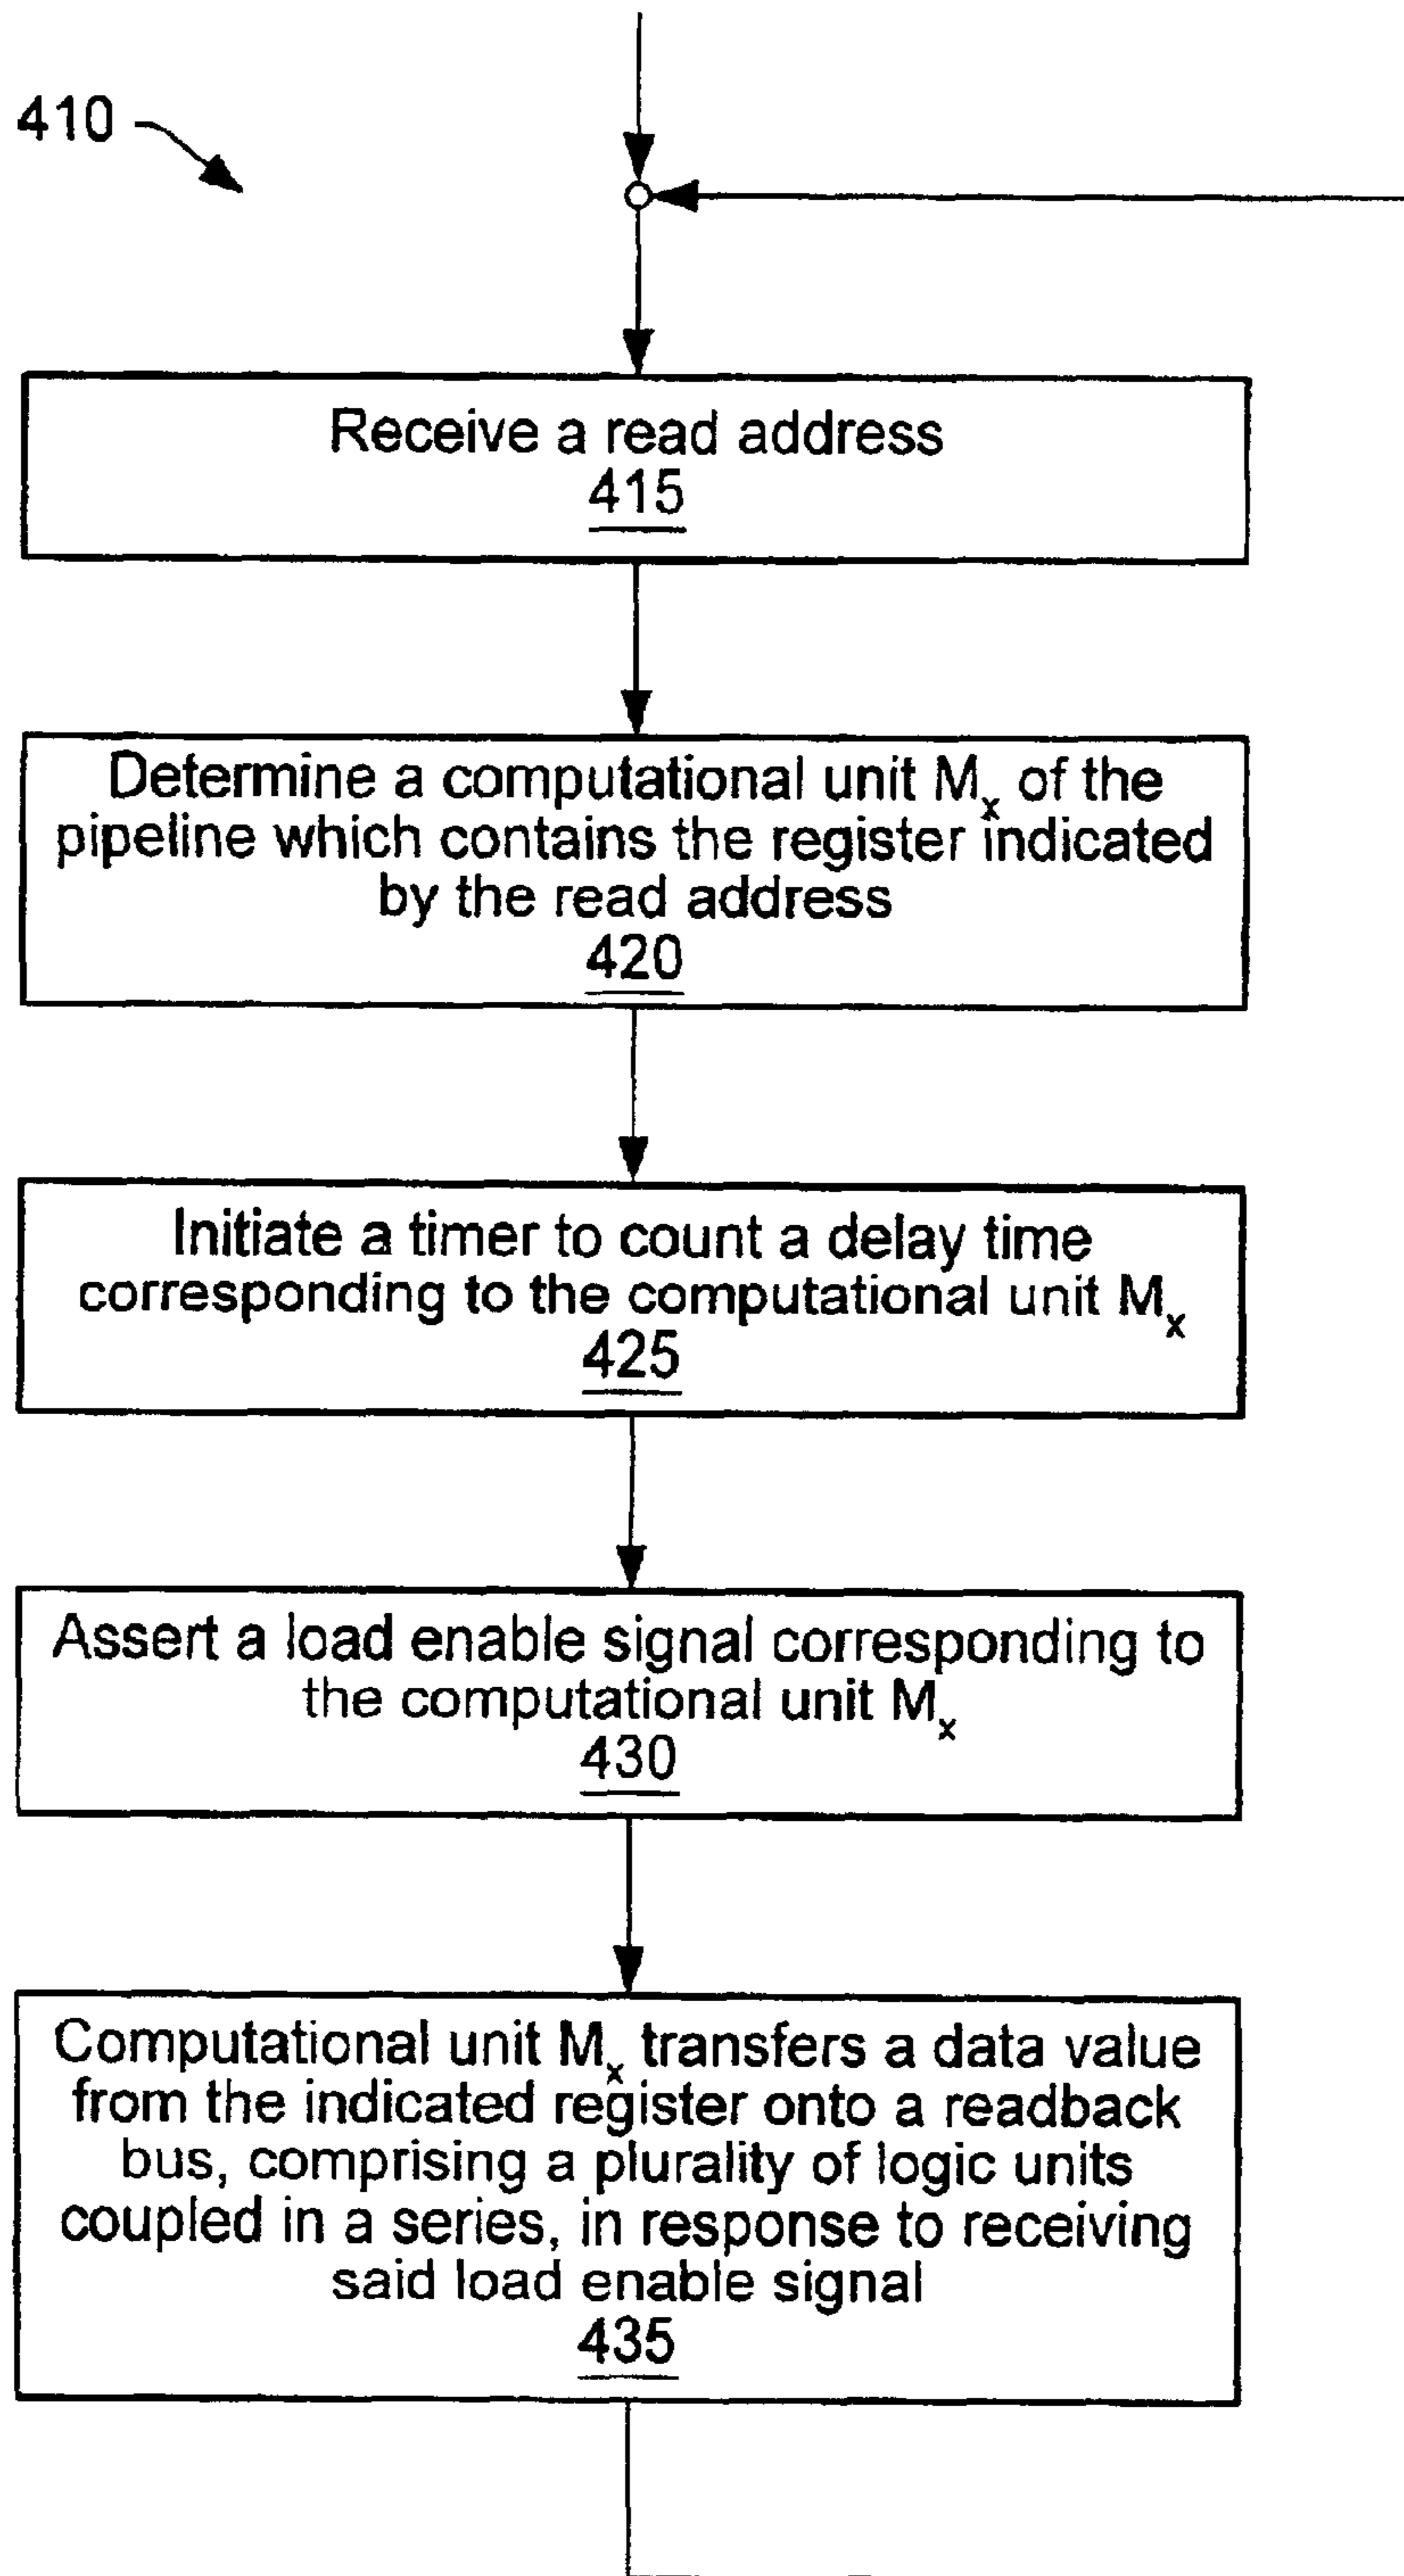 410
Receive a read address
415
Determine a computational unit Mx of the
pipeline which contains the register indicated
by the read address
420
Initiate a timer to count a delay time
corresponding to the computational unit Mx
425
Assert a load enable signal corresponding to
the computational unit Mx
430
Computational unit Mx transfers a data value
from the indicated register onto a readback
bus, comprising a plurality of logic units
coupled in a series, in response to receiving
said load enable signal
435